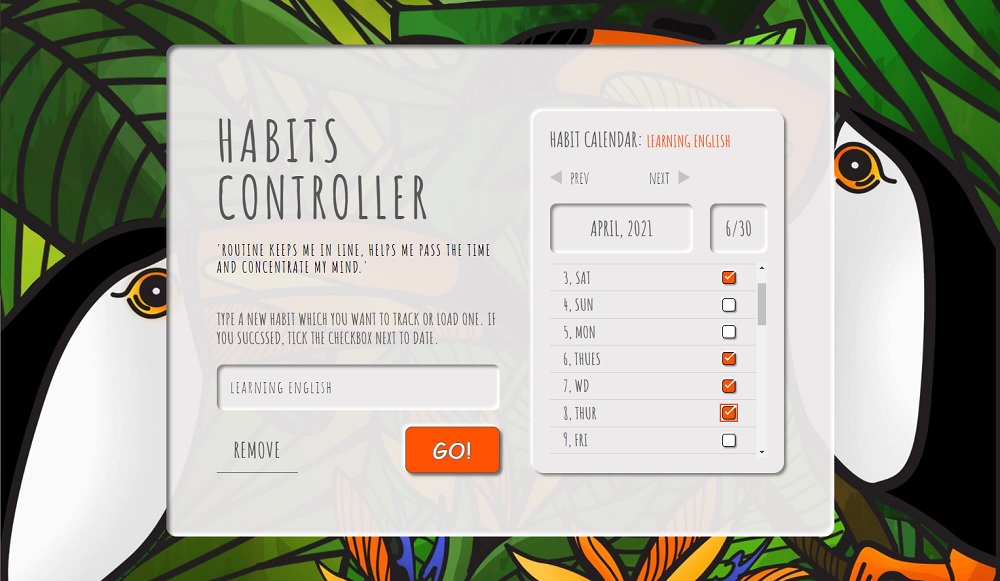 HABITS
CONTROLLER
'ROUTINE KEEPS ME IN LINE, HELPS ME PASS THE TIME
AND CONCENTRATE MY MIND.'
TYPE A NEW HABIT WHICH YOU WANT TO TRACK OR LOAD ONE. IF
YOU SUCCSSED, TICK THE CHECKBOX NEXT TO DATE.
LEARNING ENGLISH
REMOVE
GO!
HABIT CALENDAR: LEARNING ENGLISH
PREV
NEXT
APRIL, 2021
6/30
3, SAT
4, SUN
5, MON
6, THUES
7, WD
8, THUR
9, FRI